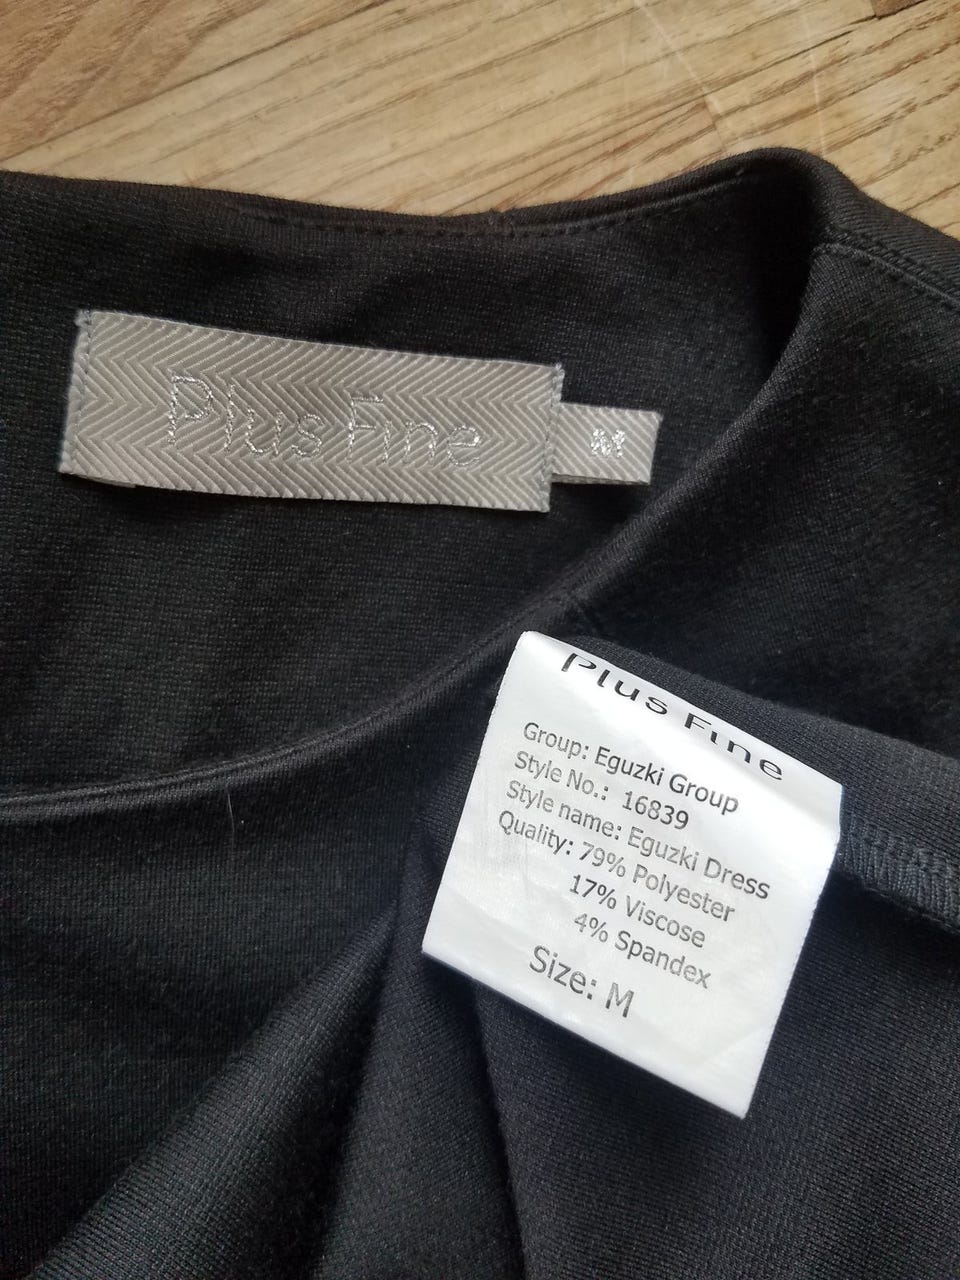 Plus Fine
M
Plus Fine
Group: Eguzki Group
Style No.: 16839
Style name: Eguzki Dress
Quality: 79% Polyester
17% Viscose
4% Spandex
Size: M